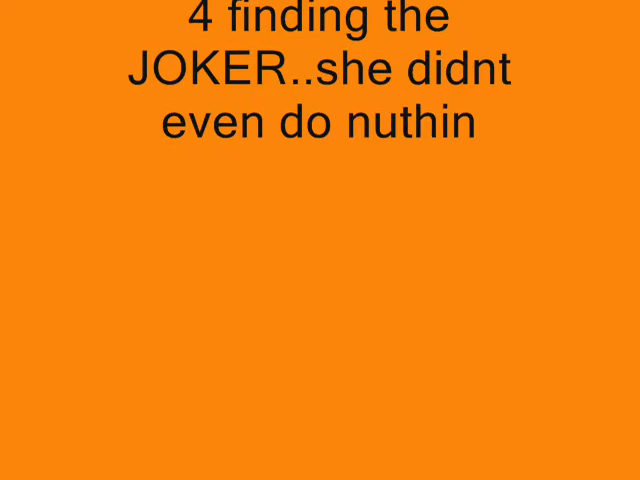 4 finding the
JOKER..she didnt
even do nuthin